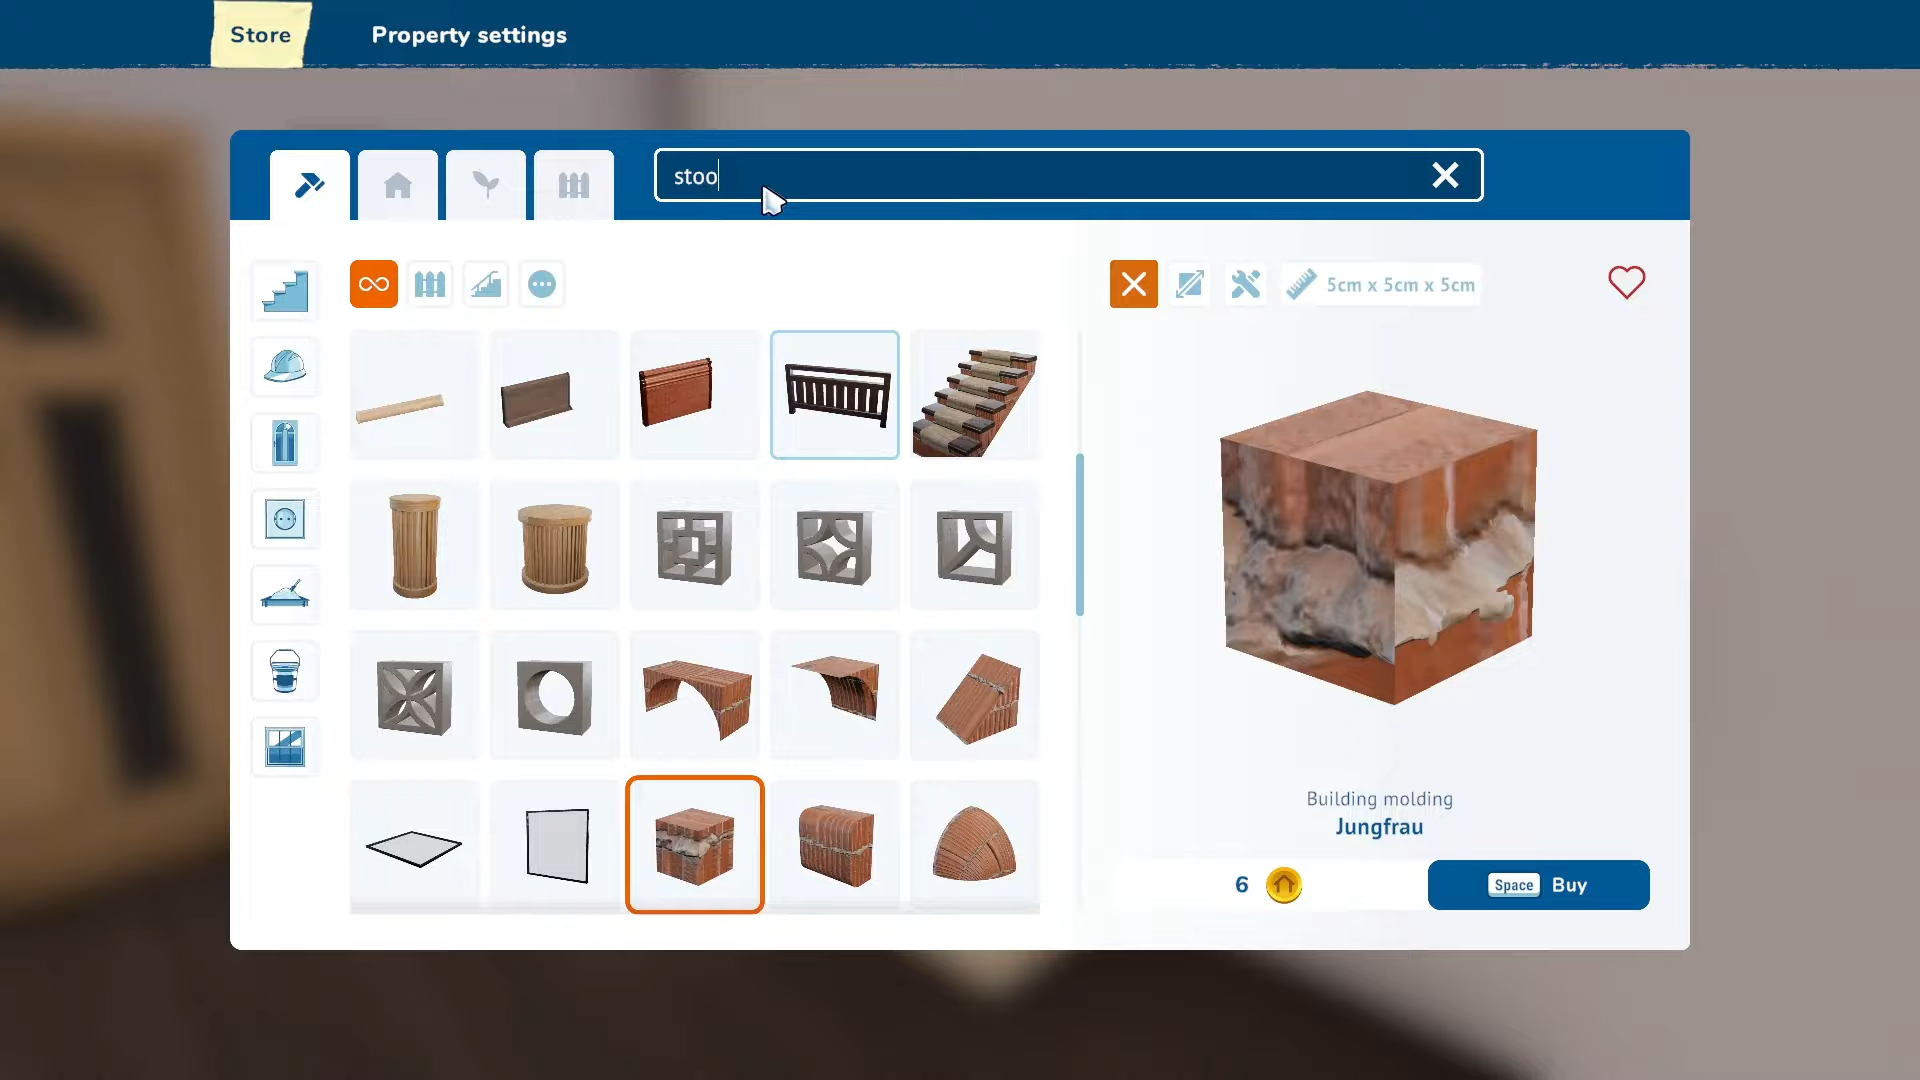 Store
Property settings
stoo
5cm x 5cm x 5cm
Building molding
Jungfrau
6
Space
Buy